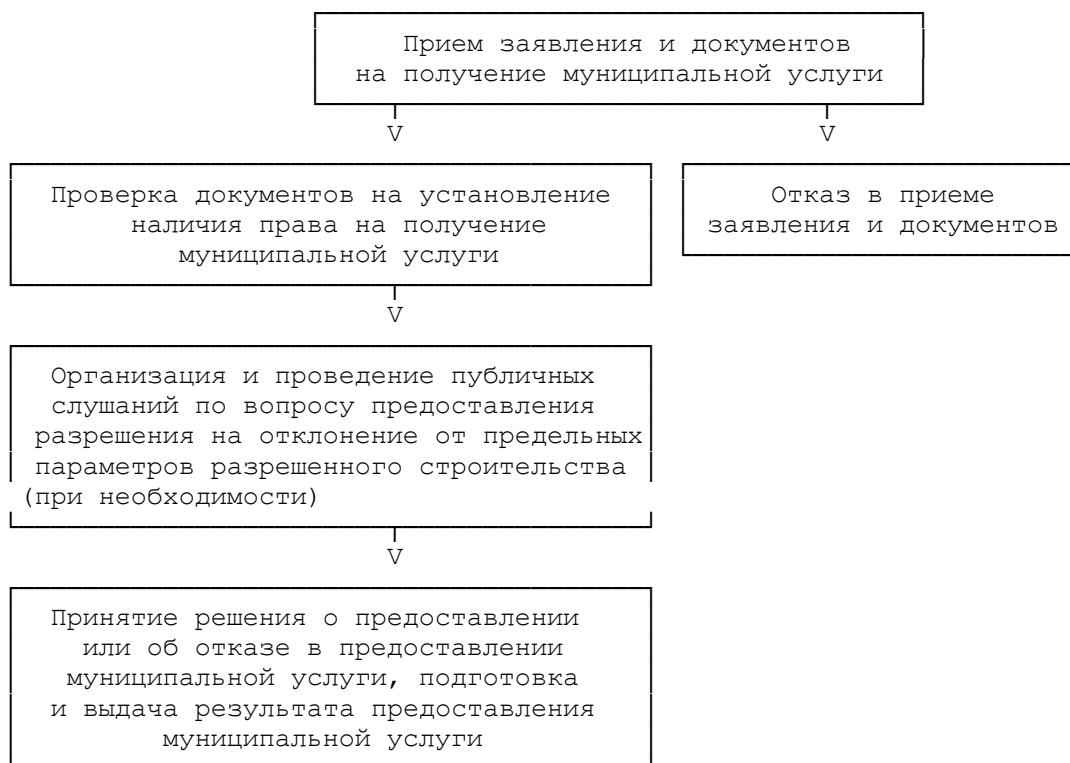 Прием заявления и документов
на получение муниципальной услуги
V
V
Проверка документов на установление
наличия права на получение
муниципальной услуги
Отказ в приеме
заявления и документов
V
Организация и проведение публичных
слушаний по вопросу предоставления
разрешения на отклонение от предельных
параметров разрешенного строительства
(при необходимости)
V
Принятие решения о предоставлении
или об отказе в предоставлении
муниципальной услуги, подготовка
и выдача результата предоставления
муниципальной услуги